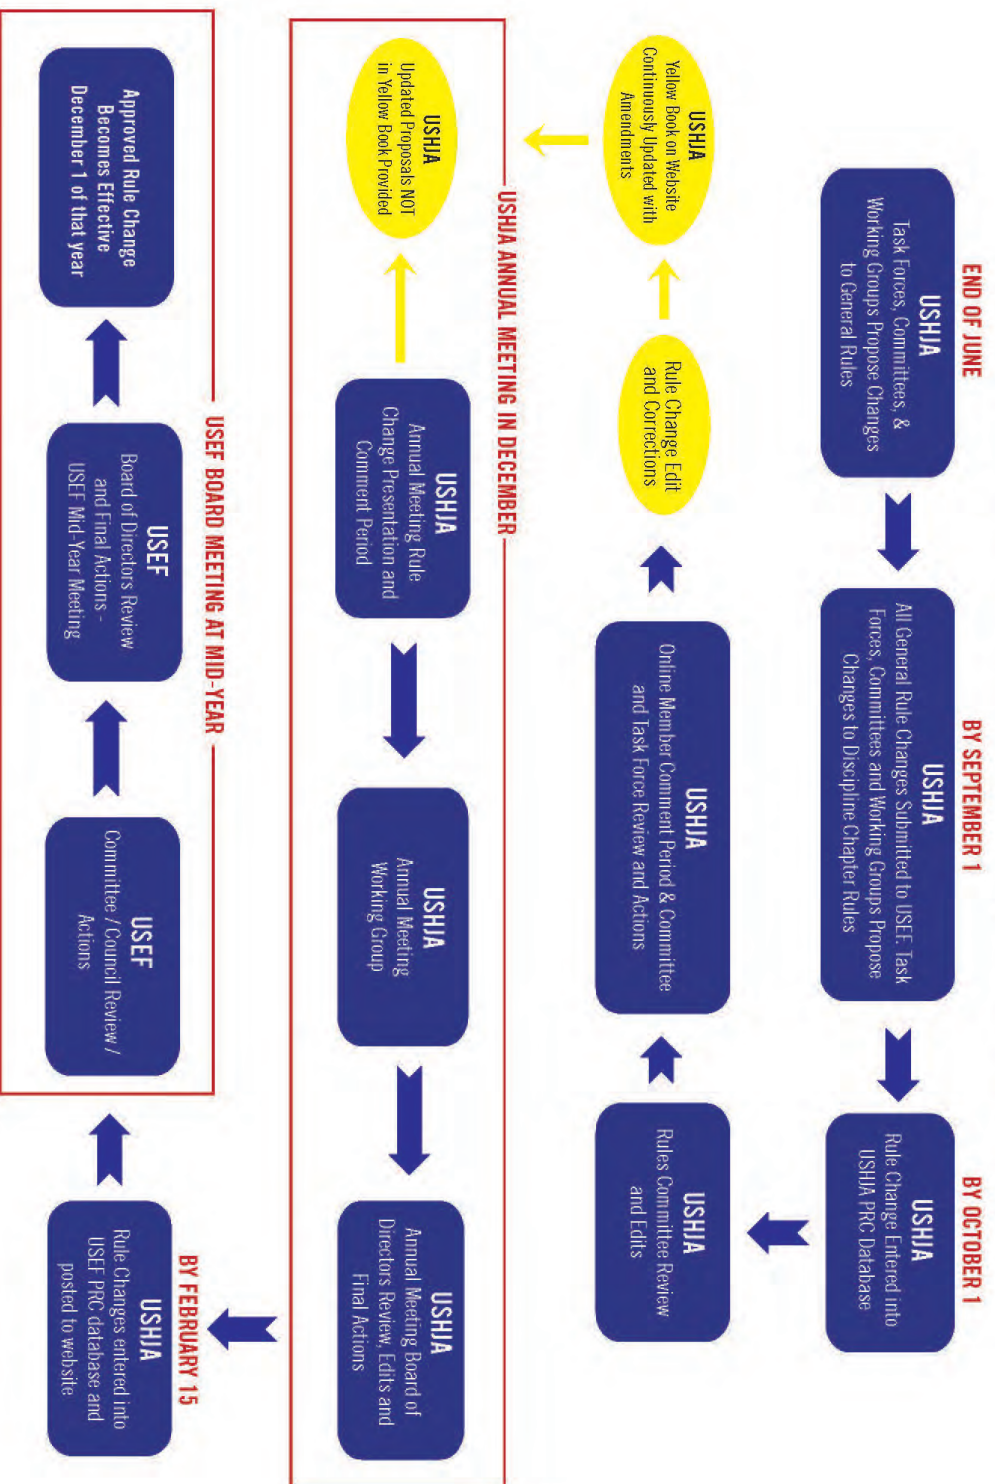 END OF JUNE
USHJA
Task Forces, Committees, &
Working Groups Propose Changes
to General Rules
BY SEPTEMBER 1
USHJA
All General Rule Changes Submitted to USEF. Task
Forces, Committees and Working Groups Propose
Changes to Discipline Chapter Rules
BY OCTOBER 1
USHJA
Rule Change Entered into
USHJA PRC Database
USHJA
Rules Committee Review
and Edits
USHJA
Online Member Comment Period & Committee
and Task Force Review and Actions
Rule Change Edit
and Corrections
USHJA
Yellow Book on Website
Continuously Updated with
Amendments
USHJA ANNUAL MEETING IN DECEMBER
USHJA
Updated Proposals NOT
in Yellow Book Provided
USHJA
Annual Meeting Rule
Change Presentation and
Comment Period
USHJA
Annual Meeting
Working Group
USHJA
Annual Meeting Board of
Directors Review, Edits and
Final Actions
BY FEBRUARY 15
USHJA
Rule Changes entered into
USEF PRC database and
posted to website
USEF BOARD MEETING AT MID-YEAR
USEF
Committee / Council Review /
Actions
USEF
Board of Directors Review
and Final Actions -
USEF Mid-Year Meeting
Approved Rule Change
Becomes Effective
December 1 of that year